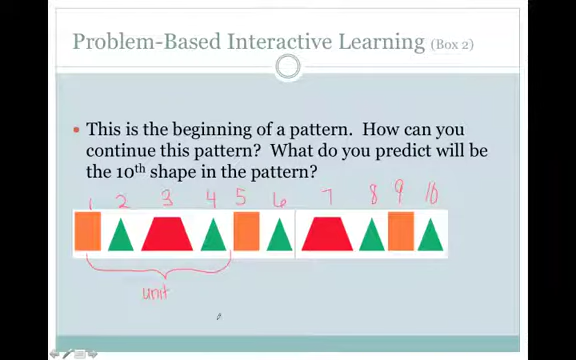 Problem-Based Interactive Learning (Box 2)
• This is the beginning of a pattern. How can you
continue this pattern? What do you predict will be
the 10th shape in the pattern?
1 2 3 4 5 6 7 8 9 10
unit